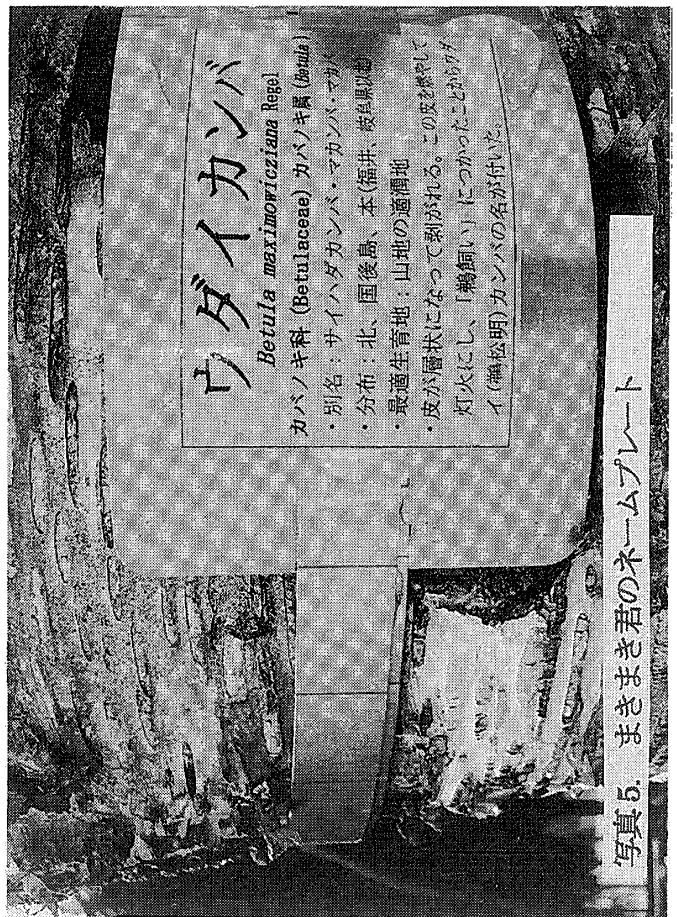 ウダイカンバ
Betula maximowicziana Regel
カバノキ科 (Betulaceae) カバノキ属 (Betula)
・別名：サイハダカンバ・マカンバ・マカバ
・分布：北、国後島、本(福井、岐阜県以北)
・最適生育地：山地の適潤地
・皮が層状になって剥がれる。この皮を燃やして
灯火にし、「鵜飼い」につかったことからウダ
イ(鵜松明)カンバの名が付いた。
写真5. まきまき君のネームプレート